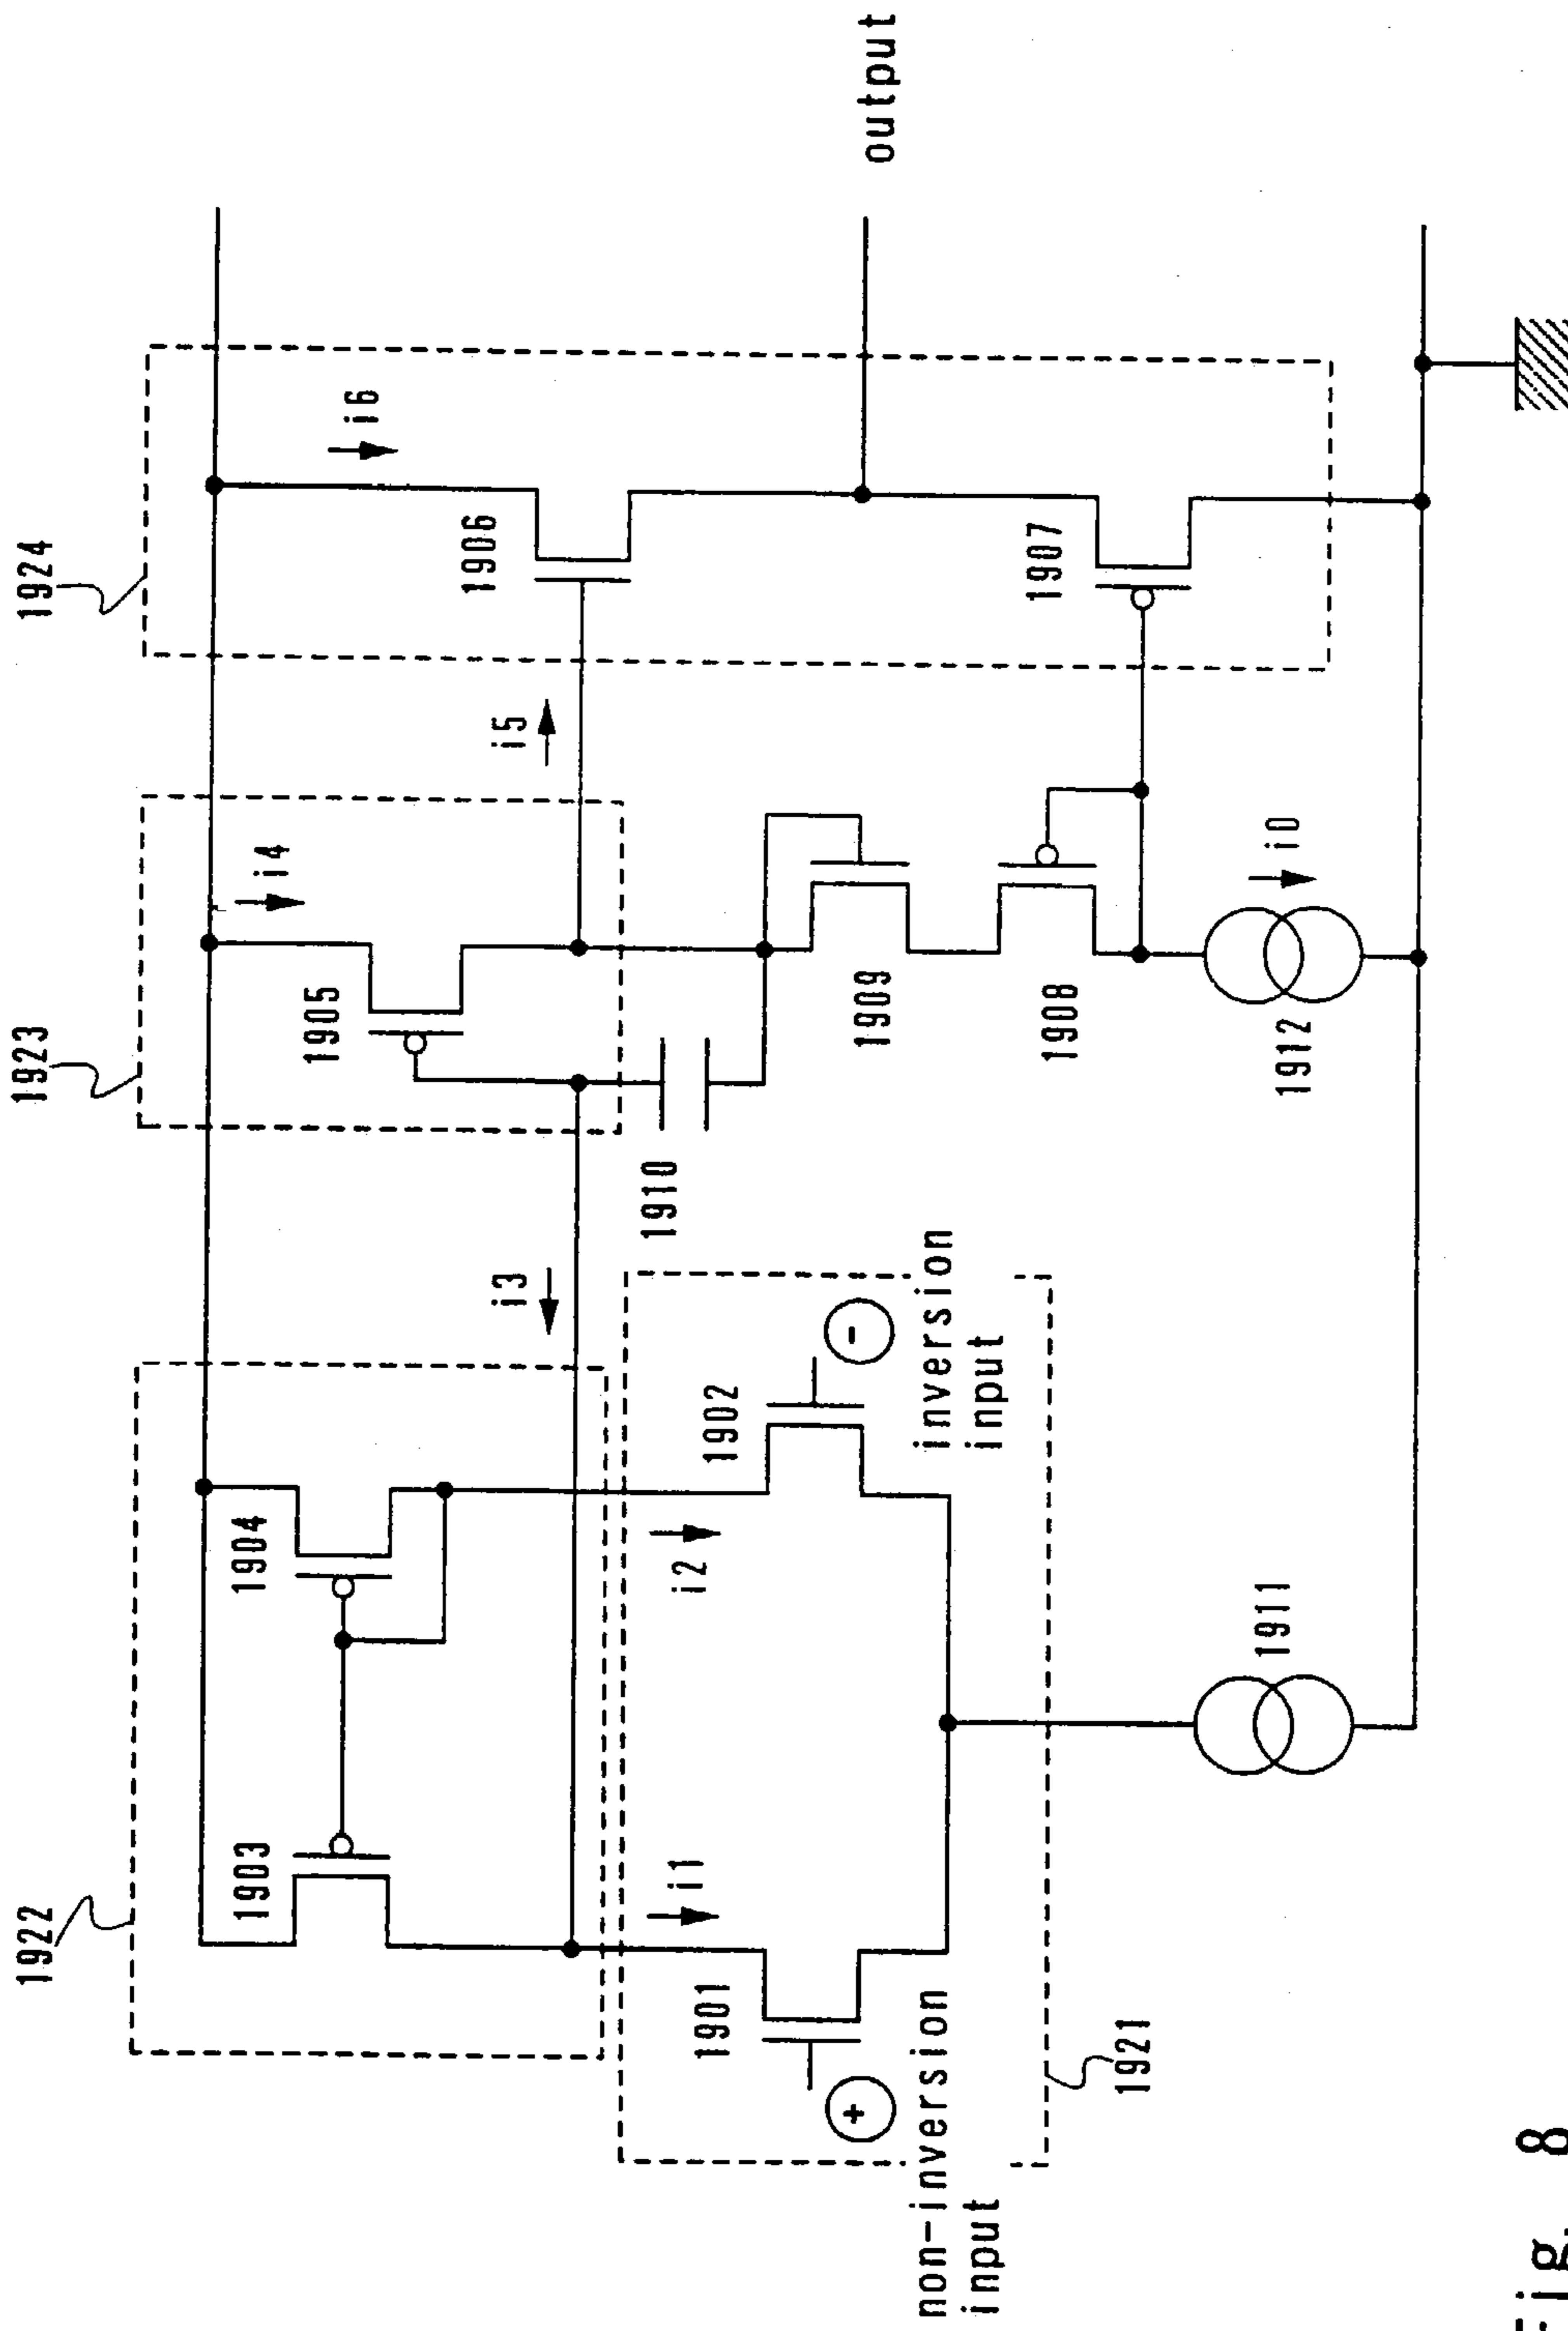 1922
1923
1924
1903
1904
1905
i4
i6
1906
i3
i5
i1
i2
1910
1901
1902
1909
1908
1907
+
-
non-inversion
input
inversion
input
output
1921
1911
1912
i0
Fig. 8